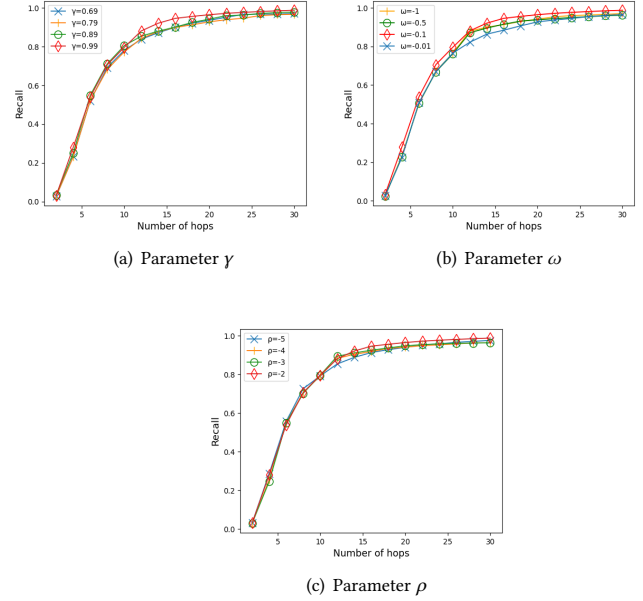 1.0
0.8
0.6
0.4
0.2
0.0
Recall
5 10 15 20 25 30
Number of hops
γ=0.69
γ=0.79
γ=0.89
γ=0.99
(a) Parameter γ
1.0
0.8
0.6
0.4
0.2
0.0
Recall
5 10 15 20 25 30
Number of hops
ω=-1
ω=-0.5
ω=-0.1
ω=-0.01
(b) Parameter ω
1.0
0.8
0.6
0.4
0.2
0.0
Recall
5 10 15 20 25 30
Number of hops
ρ=-5
ρ=-4
ρ=-3
ρ=-2
(c) Parameter ρ